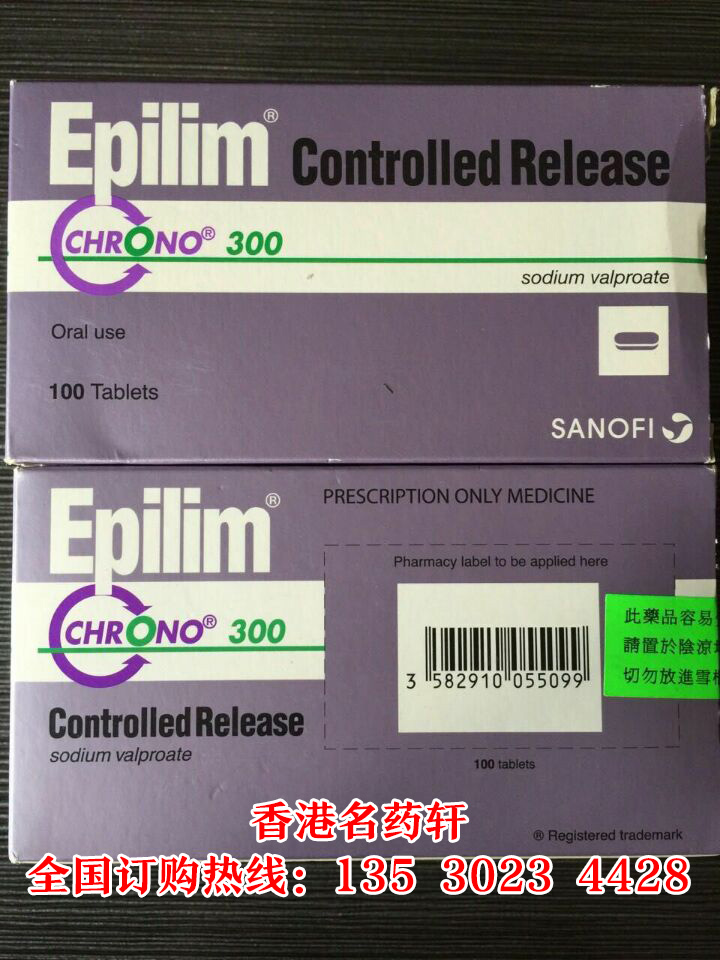 Epilim® Controlled Release
CHRONO® 300
sodium valproate
Oral use
100 Tablets
SANOFI
Epilim®
PRESCRIPTION ONLY MEDICINE
Pharmacy label to be applied here
CHRONO® 300
3 582910 055099
此藥品容易
請置於陰涼
切勿放進雪
Controlled Release
sodium valproate
100 tablets
® Registered trademark
香港名药轩
全国订购热线：135 3023 4428